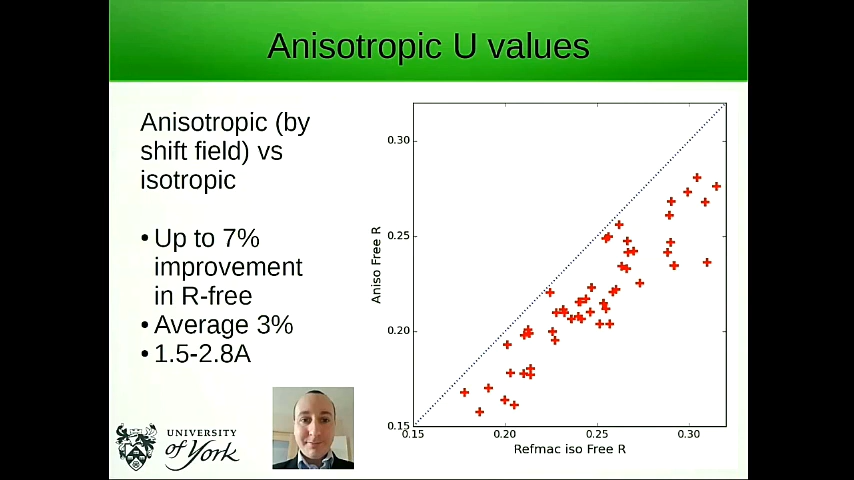 Anisotropic U values
Anisotropic (by
shift field) vs
isotropic
• Up to 7%
improvement
in R-free
• Average 3%
• 1.5-2.8A
UNIVERSITY
of York
Aniso Free R
0.30
0.25
0.20
0.15
0.15 0.20 0.25 0.30
Refmac iso Free R